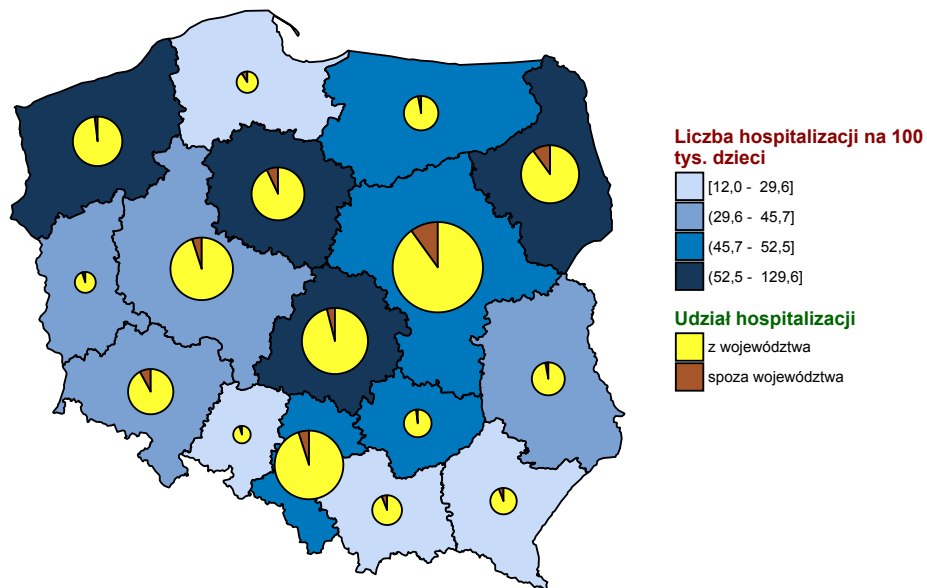 Liczba hospitalizacji na 100
tys. dzieci
[12,0 - 29,6]
(29,6 - 45,7]
(45,7 - 52,5]
(52,5 - 129,6]
Udział hospitalizacji
z województwa
spoza województwa